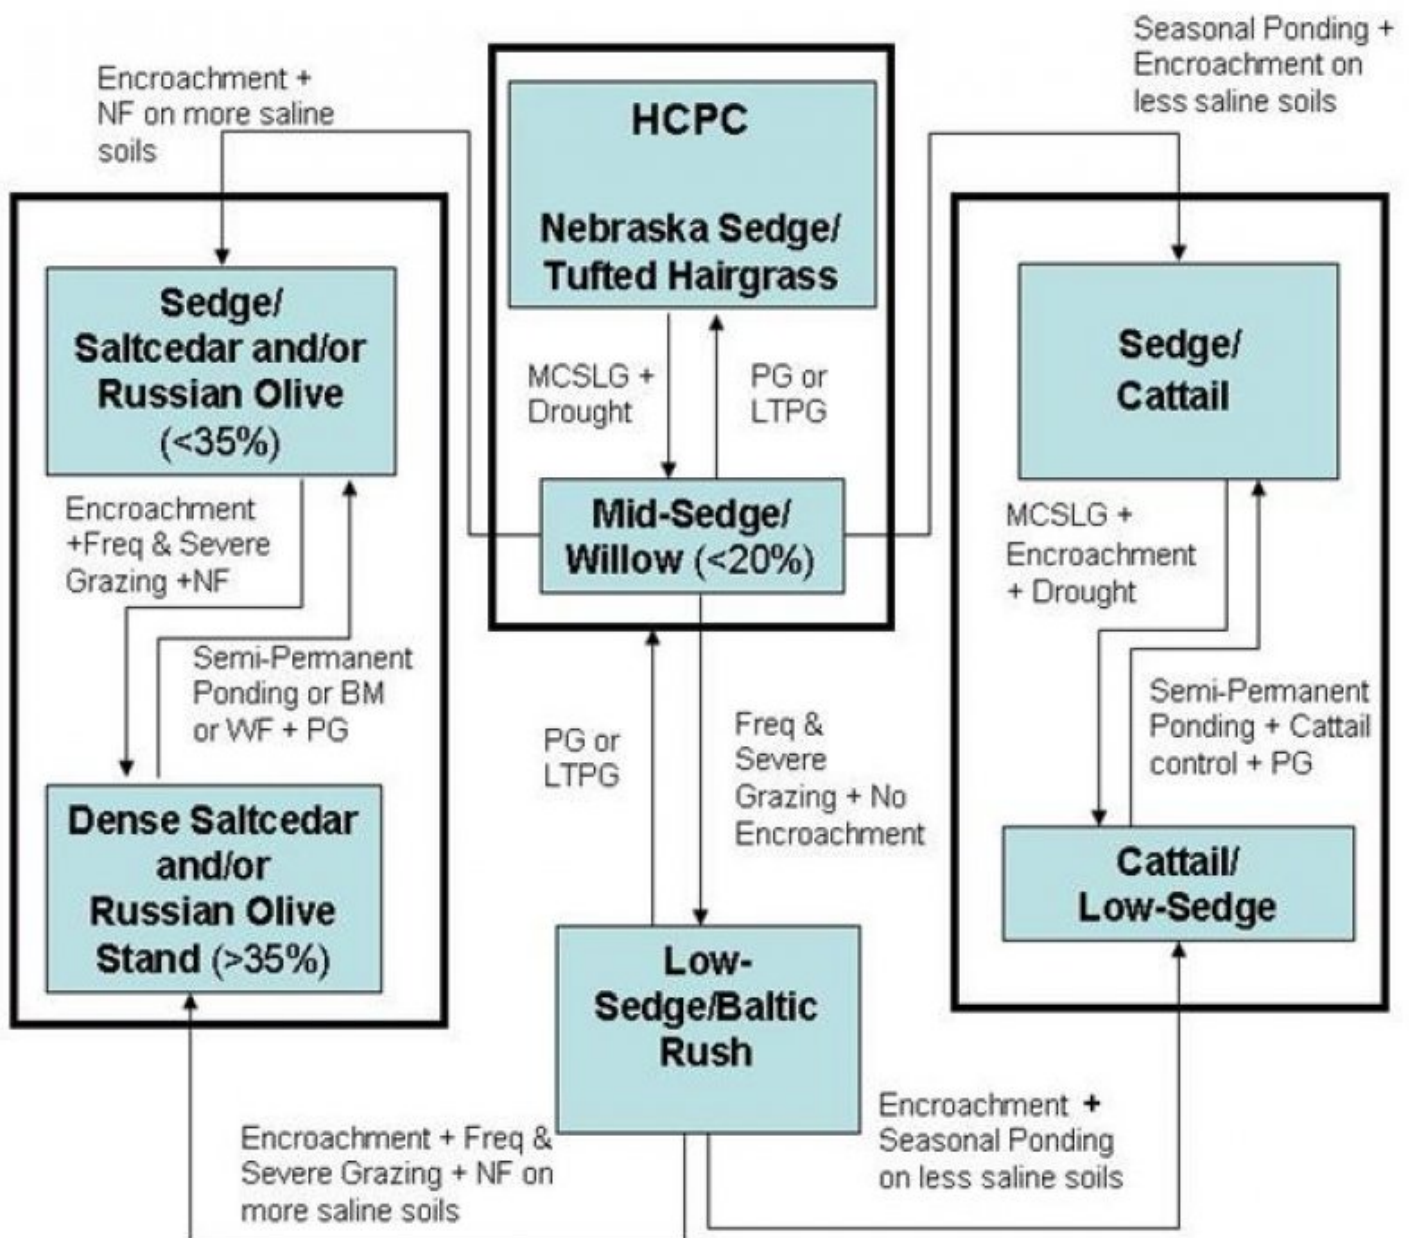 Encroachment +
NF on more saline
soils
Seasonal Ponding +
Encroachment on
less saline soils
HCPC
Nebraska Sedge/
Tufted Hairgrass
Sedge/
Saltcedar and/or
Russian Olive
(<35%)
Sedge/
Cattail
MCSLG +
Drought
PG or
LTPG
Mid-Sedge/
Willow (<20%)
Encroachment
+Freq & Severe
Grazing +NF
MCSLG +
Encroachment
+ Drought
Semi-Permanent
Ponding or BM
or WF + PG
Semi-Permanent
Ponding + Cattail
control + PG
PG or
LTPG
Freq &
Severe
Grazing + No
Encroachment
Dense Saltcedar
and/or
Russian Olive
Stand (>35%)
Cattail/
Low-Sedge
Low-
Sedge/Baltic
Rush
Encroachment + Freq &
Severe Grazing + NF on
more saline soils
Encroachment +
Seasonal Ponding
on less saline soils